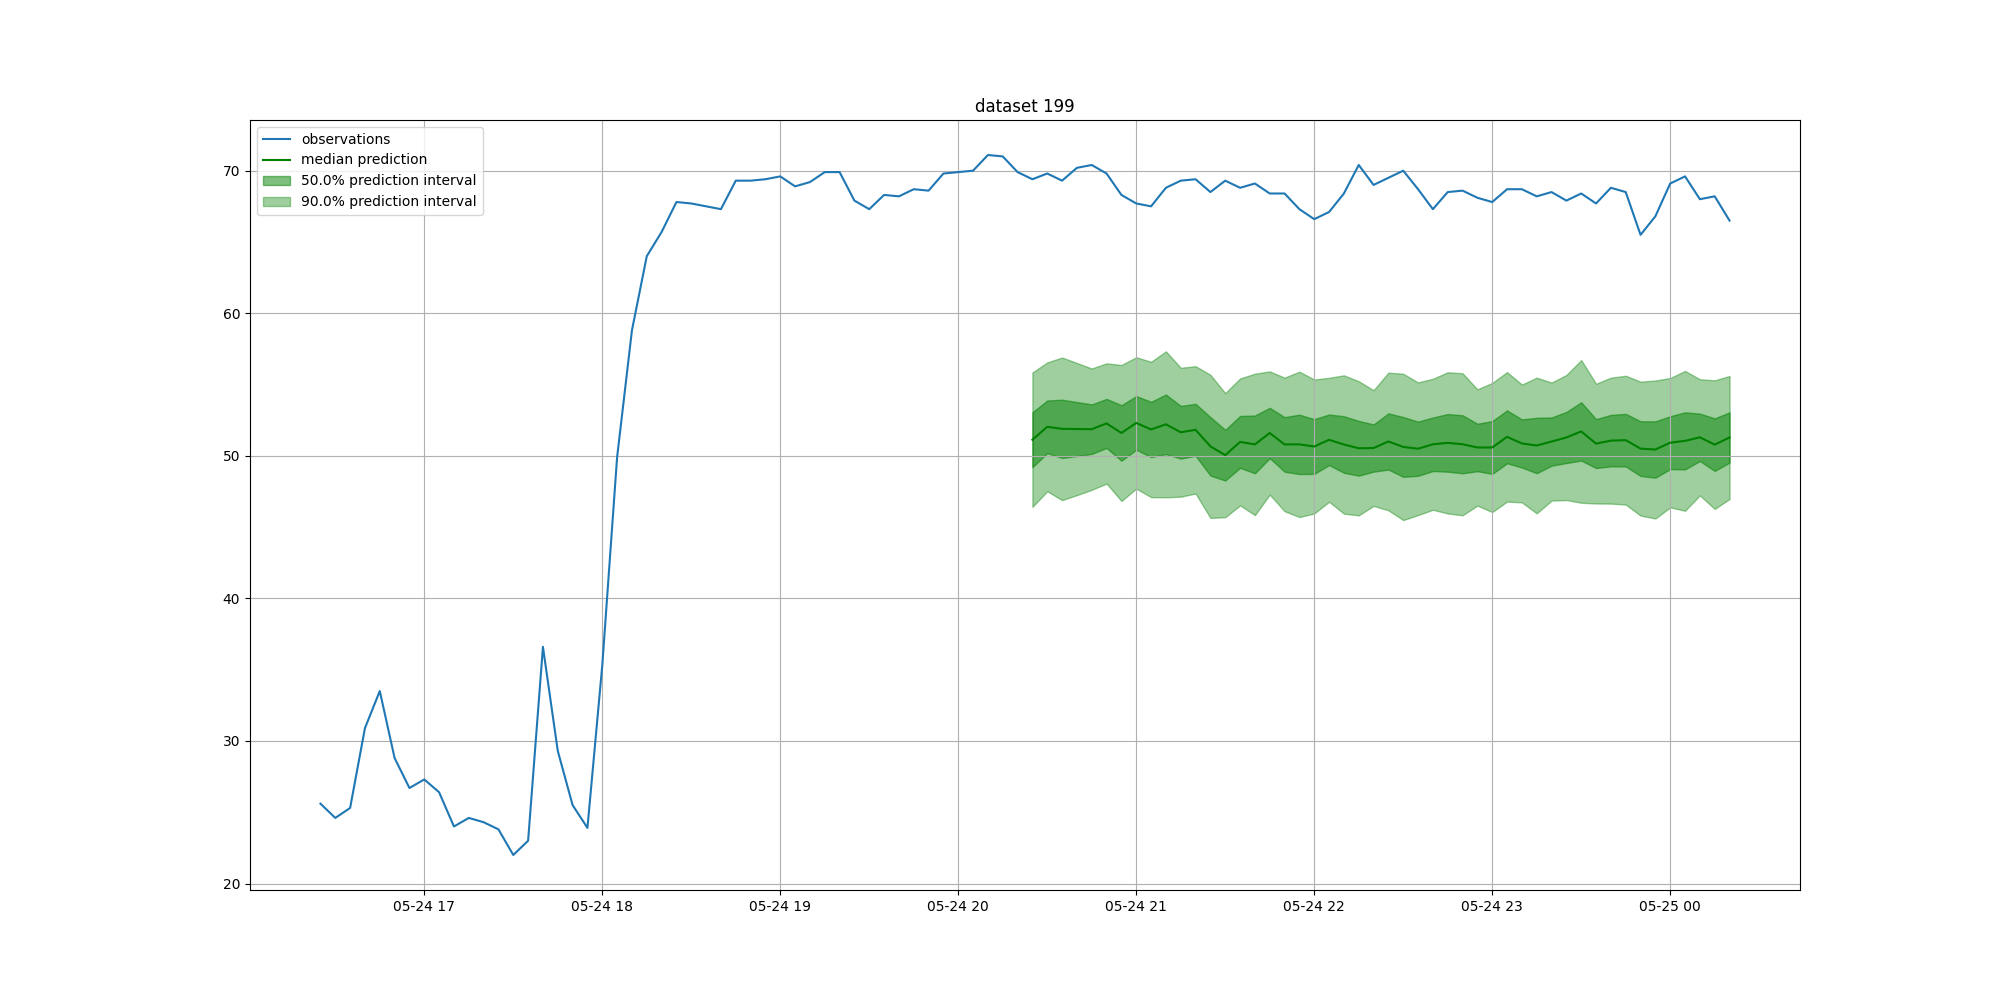 dataset 199
observations
median prediction
50.0% prediction interval
90.0% prediction interval
70
60
50
40
30
20
05-24 17
05-24 18
05-24 19
05-24 20
05-24 21
05-24 22
05-24 23
05-25 00